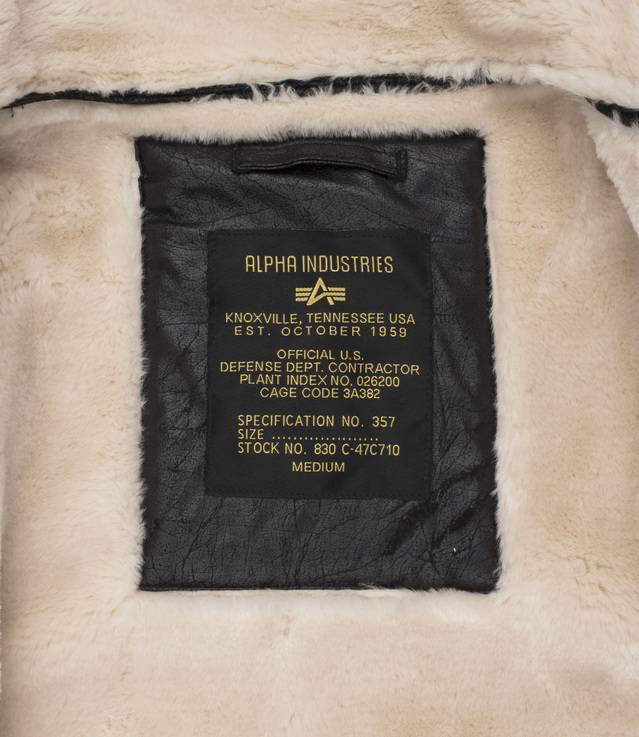 ALPHA INDUSTRIES
KNOXVILLE, TENNESSEE USA
EST. OCTOBER 1959
OFFICIAL U.S.
DEFENSE DEPT. CONTRACTOR
PLANT INDEX NO. 026200
CAGE CODE 3A382
SPECIFICATION NO. 357
SIZE ....................
STOCK NO. 830 C-47C710
MEDIUM